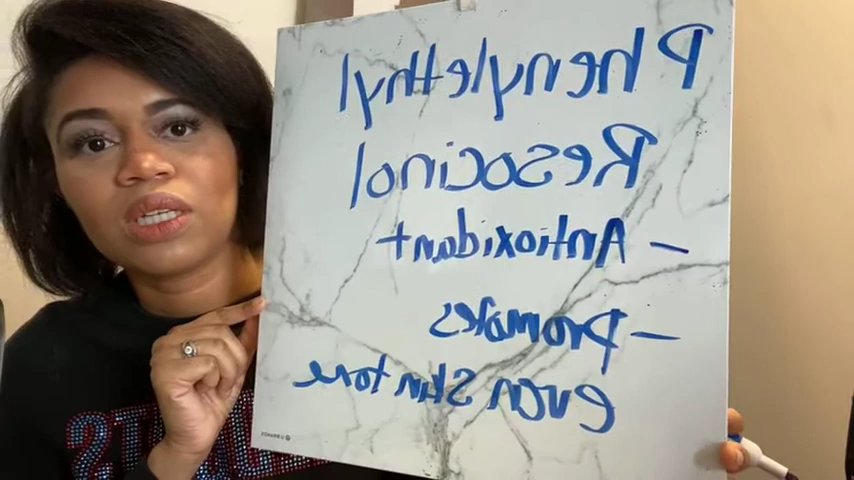 Phenylethyl
Resocinol
- Antioxidant
- promotes
even skin tone